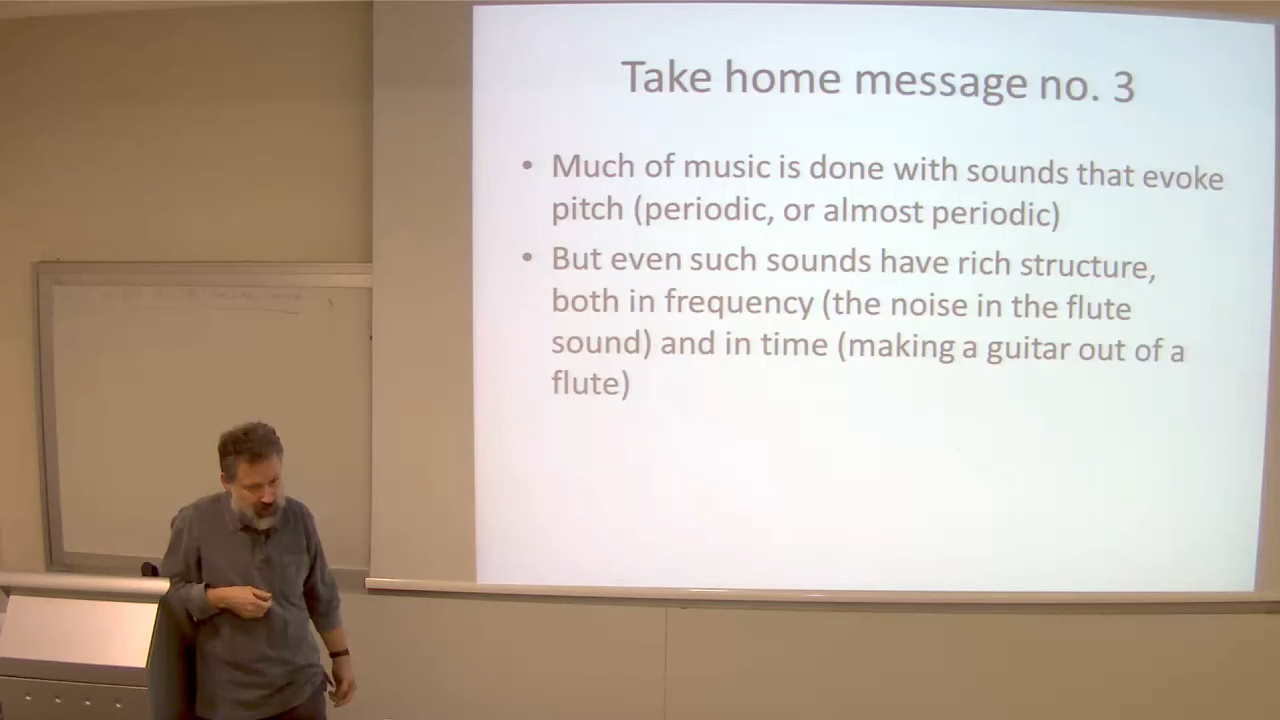 Take home message no. 3
• Much of music is done with sounds that evoke
pitch (periodic, or almost periodic)
• But even such sounds have rich structure,
both in frequency (the noise in the flute
sound) and in time (making a guitar out of a
flute)